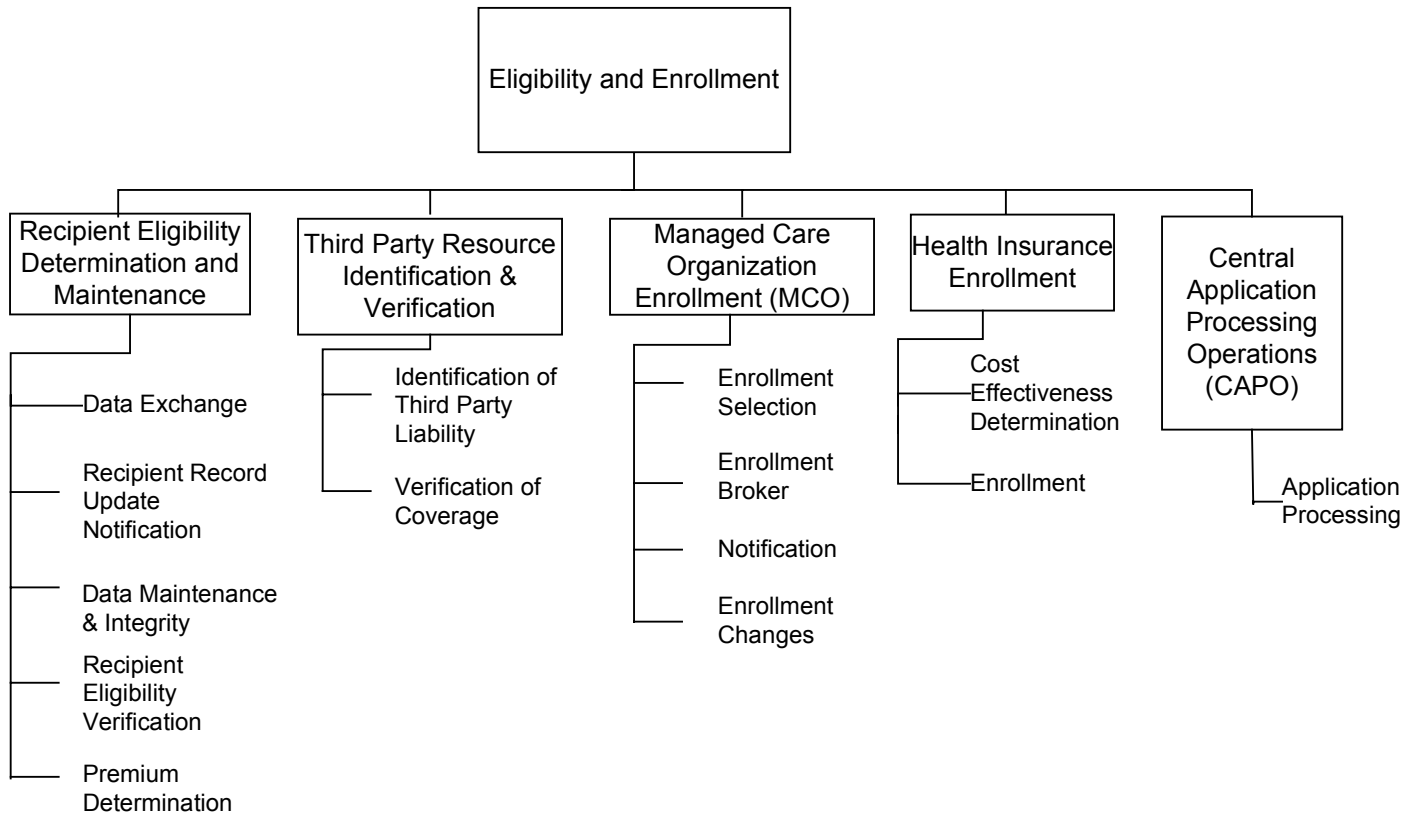 Eligibility and Enrollment
Recipient Eligibility
Determination and
Maintenance
Data Exchange
Recipient Record
Update
Notification
Data Maintenance
& Integrity
Recipient
Eligibility
Verification
Premium
Determination
Third Party Resource
Identification &
Verification
Identification of
Third Party
Liability
Verification of
Coverage
Managed Care
Organization
Enrollment (MCO)
Enrollment
Selection
Enrollment
Broker
Notification
Enrollment
Changes
Health Insurance
Enrollment
Cost
Effectiveness
Determination
Enrollment
Central
Application
Processing
Operations
(CAPO)
Application
Processing